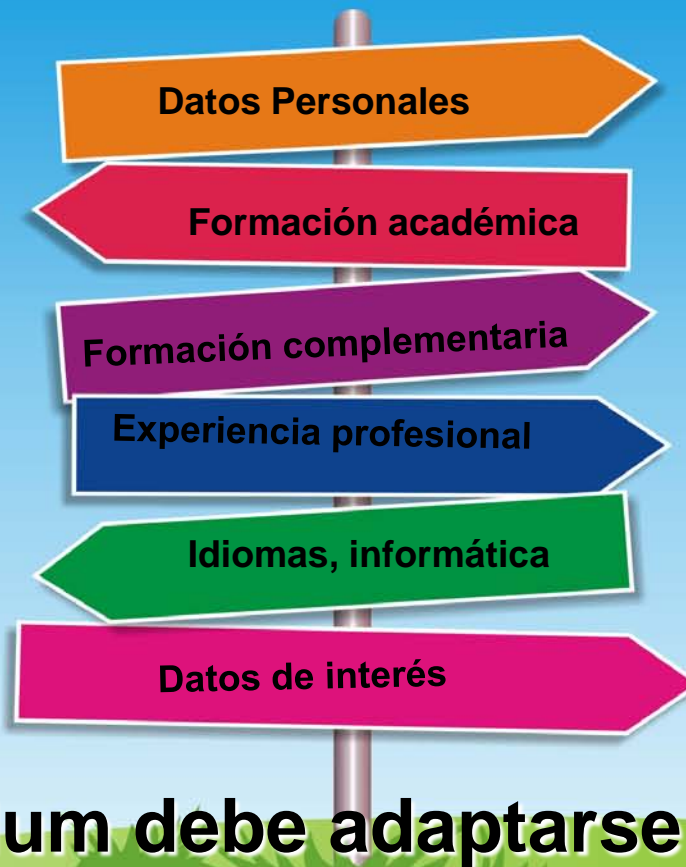 Datos Personales
Formación académica
Formación complementaria
Experiencia profesional
Idiomas, informática
Datos de interés
um debe adaptarse